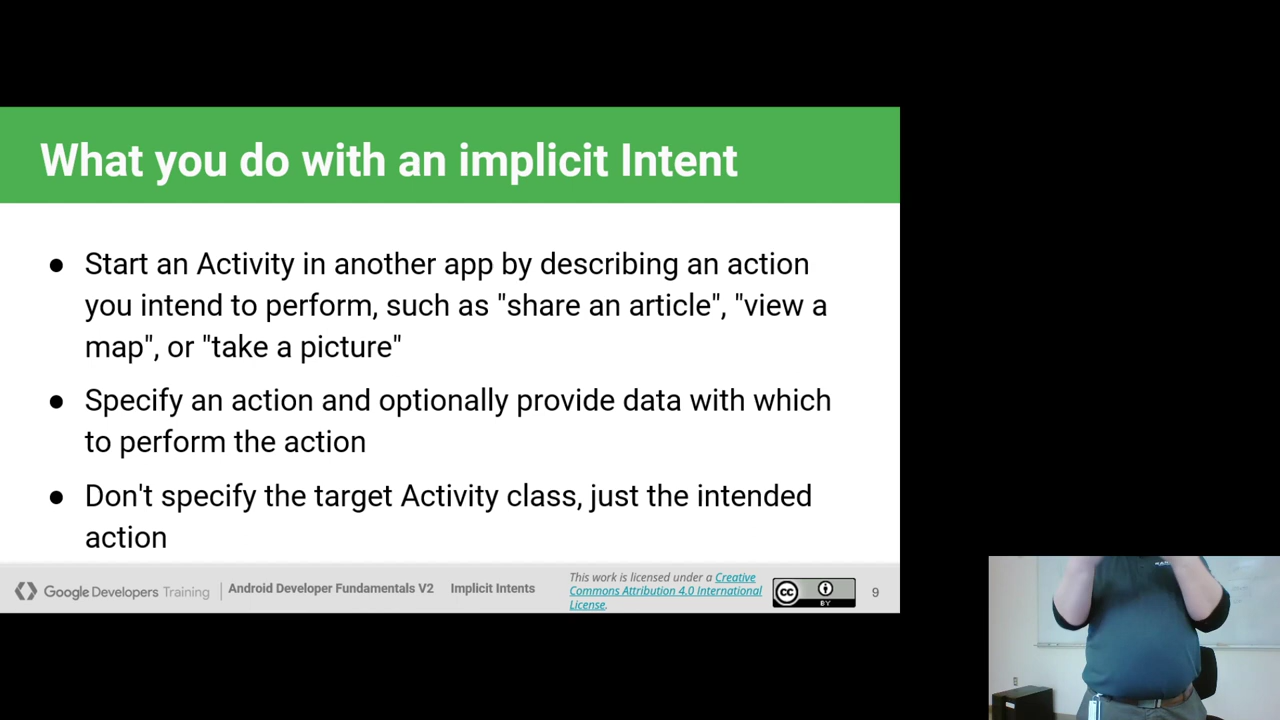 What you do with an implicit Intent
● Start an Activity in another app by describing an action
you intend to perform, such as "share an article", "view a
map", or "take a picture"
● Specify an action and optionally provide data with which
to perform the action
● Don't specify the target Activity class, just the intended
action
Google Developers Training
Android Developer Fundamentals V2
Implicit Intents
This work is licensed under a Creative
Commons Attribution 4.0 International
License.
cc
BY
9